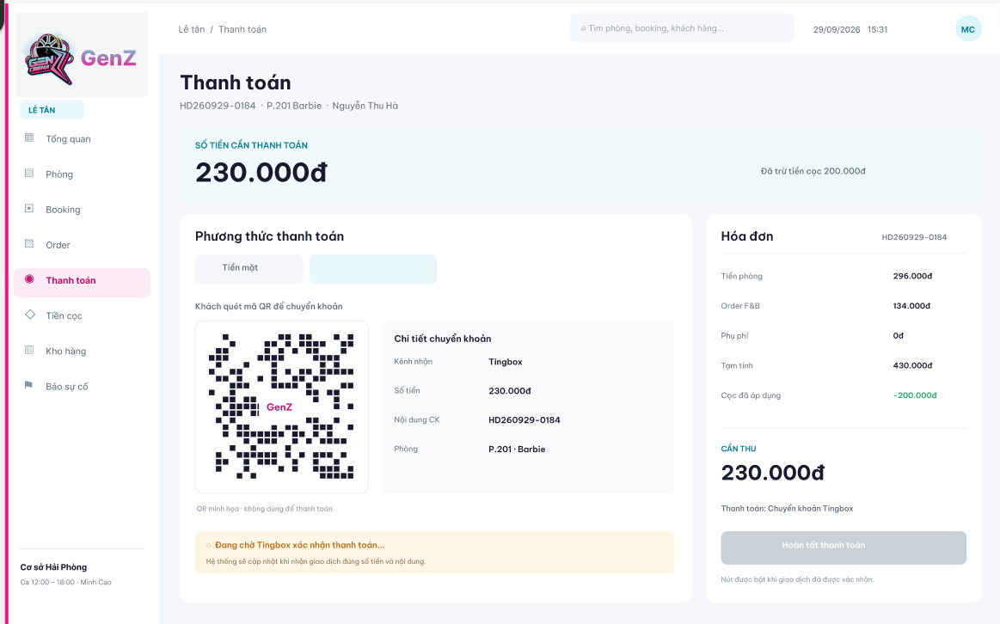 GEN Z
CINEMA
GenZ
LỄ TÂN
Tổng quan
Phòng
Booking
Order
Thanh toán
Tiền cọc
Kho hàng
Báo sự cố
Cơ sở Hải Phòng
Ca 12:00 – 18:00 · Minh Cao
Lễ tân / Thanh toán
Tìm phòng, booking, khách hàng...
29/09/2026 15:31
MC
Thanh toán
HD260929-0184 · P.201 Barbie · Nguyễn Thu Hà
SỐ TIỀN CẦN THANH TOÁN
230.000đ
Đã trừ tiền cọc 200.000đ
Phương thức thanh toán
Tiền mặt
Khách quét mã QR để chuyển khoản
GenZ
QR minh họa · không dùng để thanh toán
Chi tiết chuyển khoản
Kênh nhận Tingbox
Số tiền 230.000đ
Nội dung CK HD260929-0184
Phòng P.201 · Barbie
Đang chờ Tingbox xác nhận thanh toán...
Hệ thống sẽ cập nhật khi nhận giao dịch đúng số tiền và nội dung.
Hóa đơn HD260929-0184
Tiền phòng 296.000đ
Order F&B 134.000đ
Phụ phí 0đ
Tạm tính 430.000đ
Cọc đã áp dụng -200.000đ
CẦN THU
230.000đ
Thanh toán: Chuyển khoản Tingbox
Hoàn tất thanh toán
Nút được bật khi giao dịch đã được xác nhận.